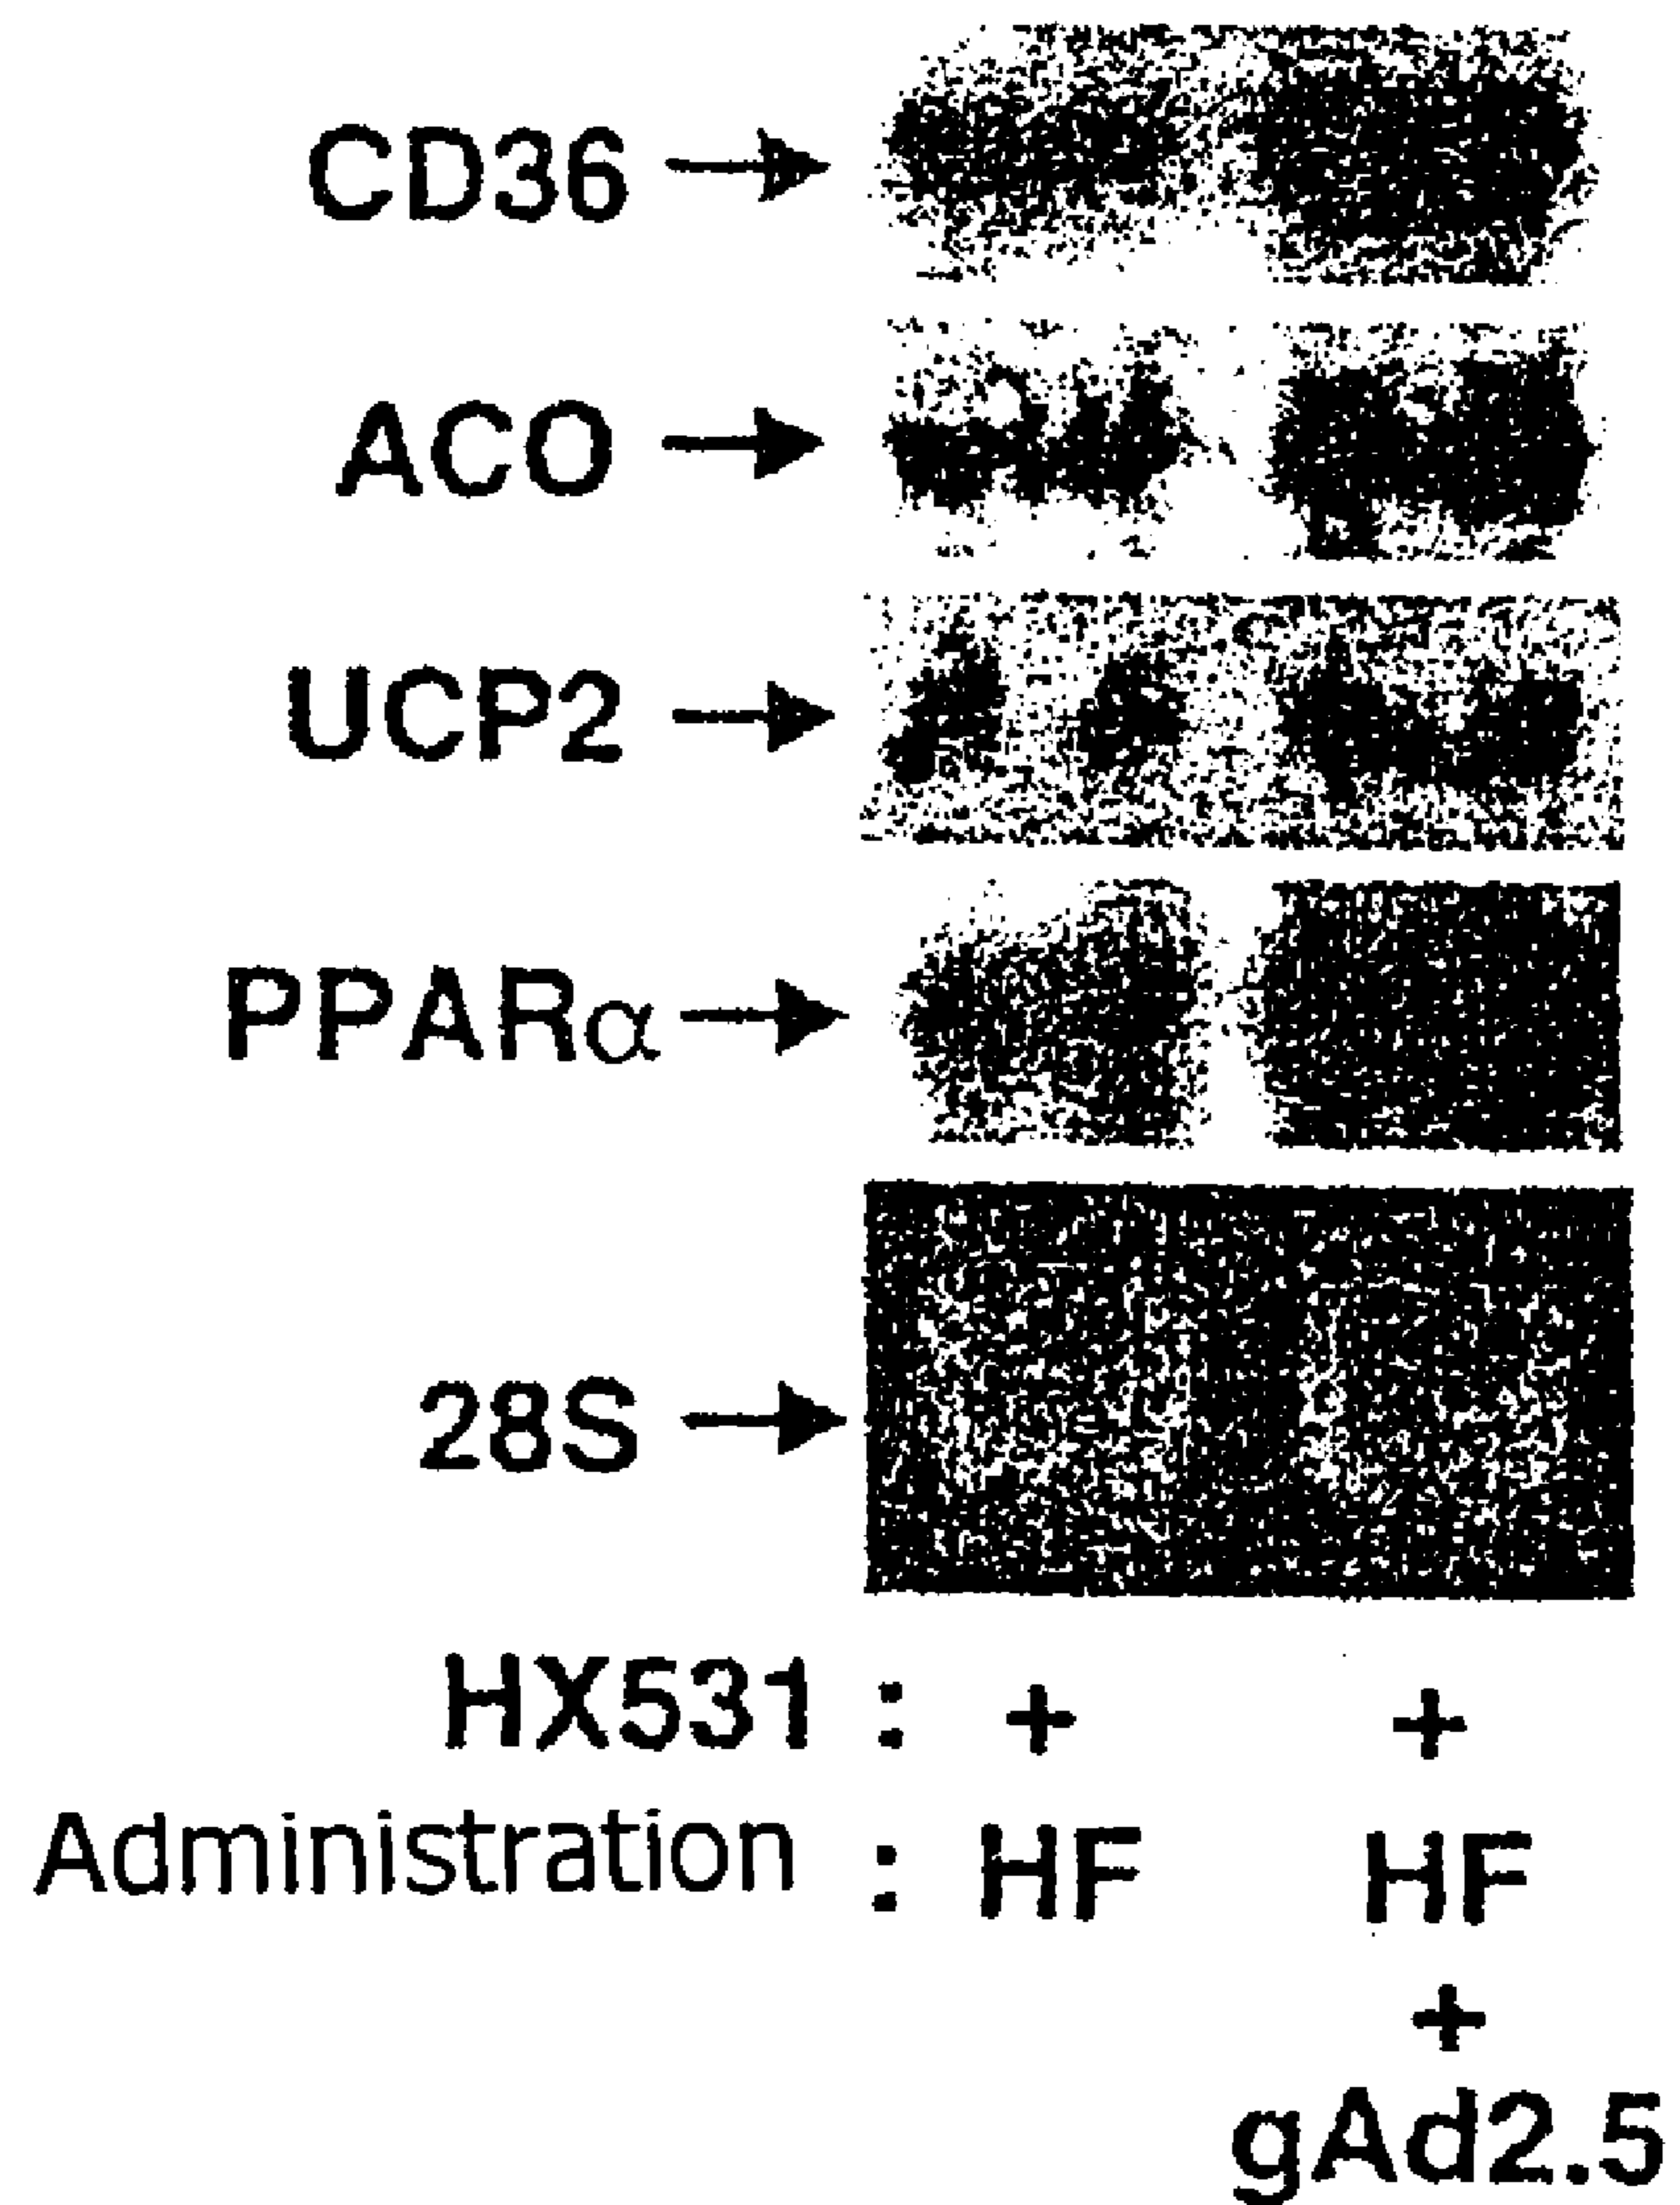 CD36
ACO
UCP2
PPARα
28S
HX531 : + +
Administration : HF HF
+
gAd2.5